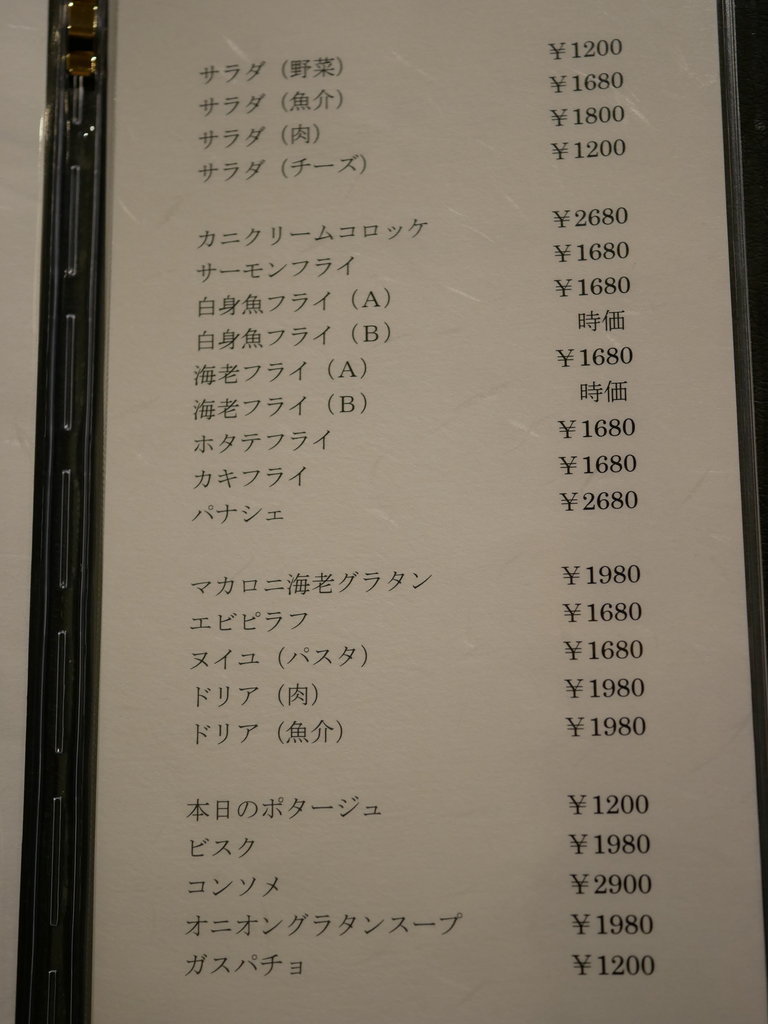 サラダ（野菜） ￥1200
サラダ（魚介） ￥1680
サラダ（肉） ￥1800
サラダ（チーズ） ￥1200
カニクリームコロッケ ￥2680
サーモンフライ ￥1680
白身魚フライ（A） ￥1680
白身魚フライ（B） 時価
海老フライ（A） ￥1680
海老フライ（B） 時価
ホタテフライ ￥1680
カキフライ ￥1680
パナシェ ￥2680
マカロニ海老グラタン ￥1980
エビピラフ ￥1680
ヌイユ（パスタ） ￥1680
ドリア（肉） ￥1980
ドリア（魚介） ￥1980
本日のポタージュ ￥1200
ビスク ￥1980
コンソメ ￥2900
オニオングラタンスープ ￥1980
ガスパチョ ￥1200